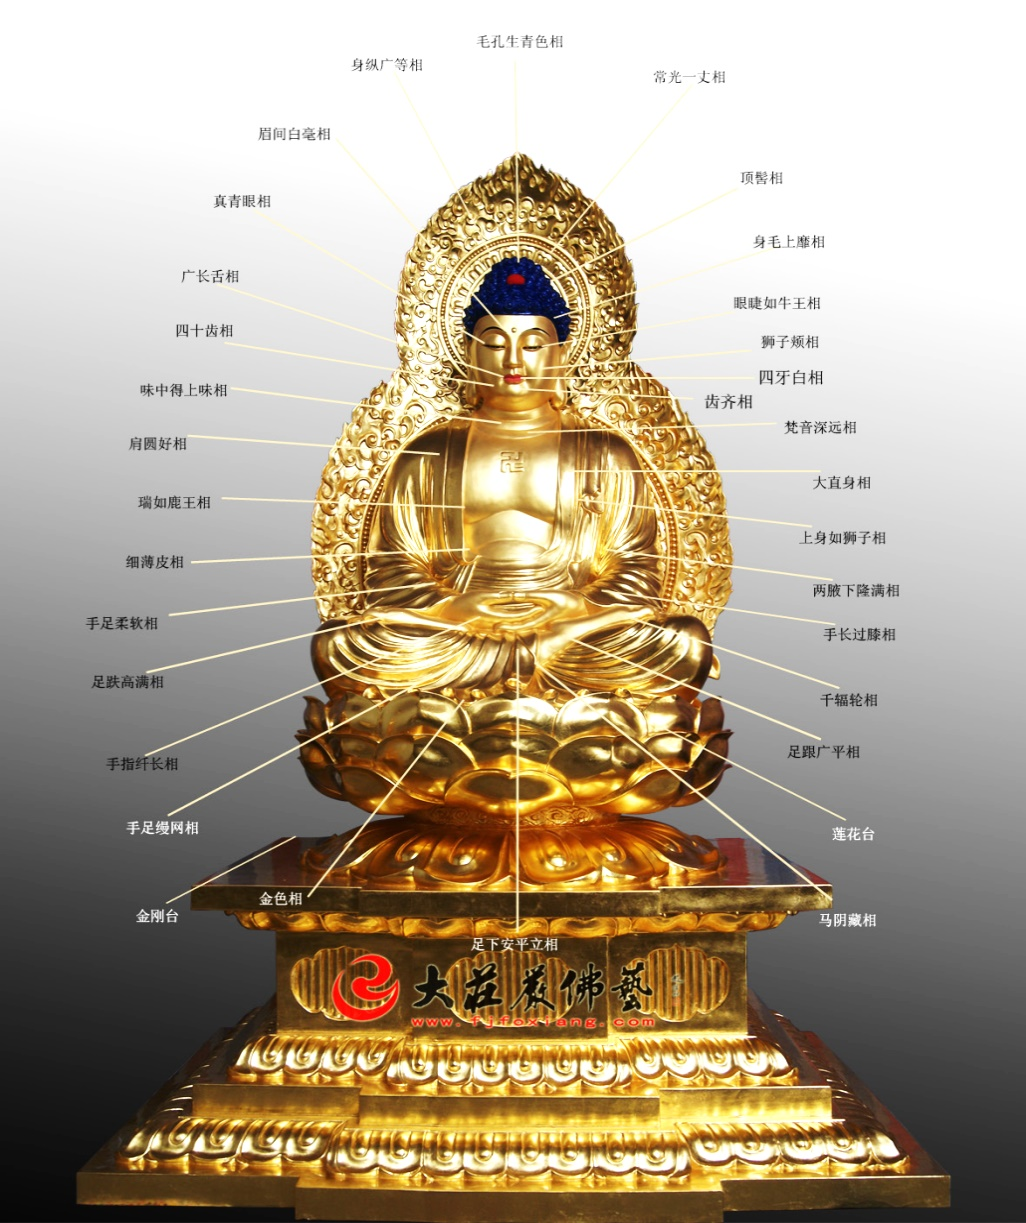 毛孔生青色相
身纵广等相
常光一丈相
眉间白毫相
顶髻相
真青眼相
身毛上靡相
广长舌相
眼睫如牛王相
四十齿相
狮子颊相
四牙白相
味中得上味相
齿齐相
梵音深远相
肩圆好相
大直身相
瑞如鹿王相
上身如狮子相
细薄皮相
两腋下隆满相
手足柔软相
手长过膝相
足趺高满相
千辐轮相
足跟广平相
手指纤长相
手足缦网相
莲花台
金色相
金刚台
马阴藏相
足下安平立相
大莊严佛藝
www.fjfoxiang.com